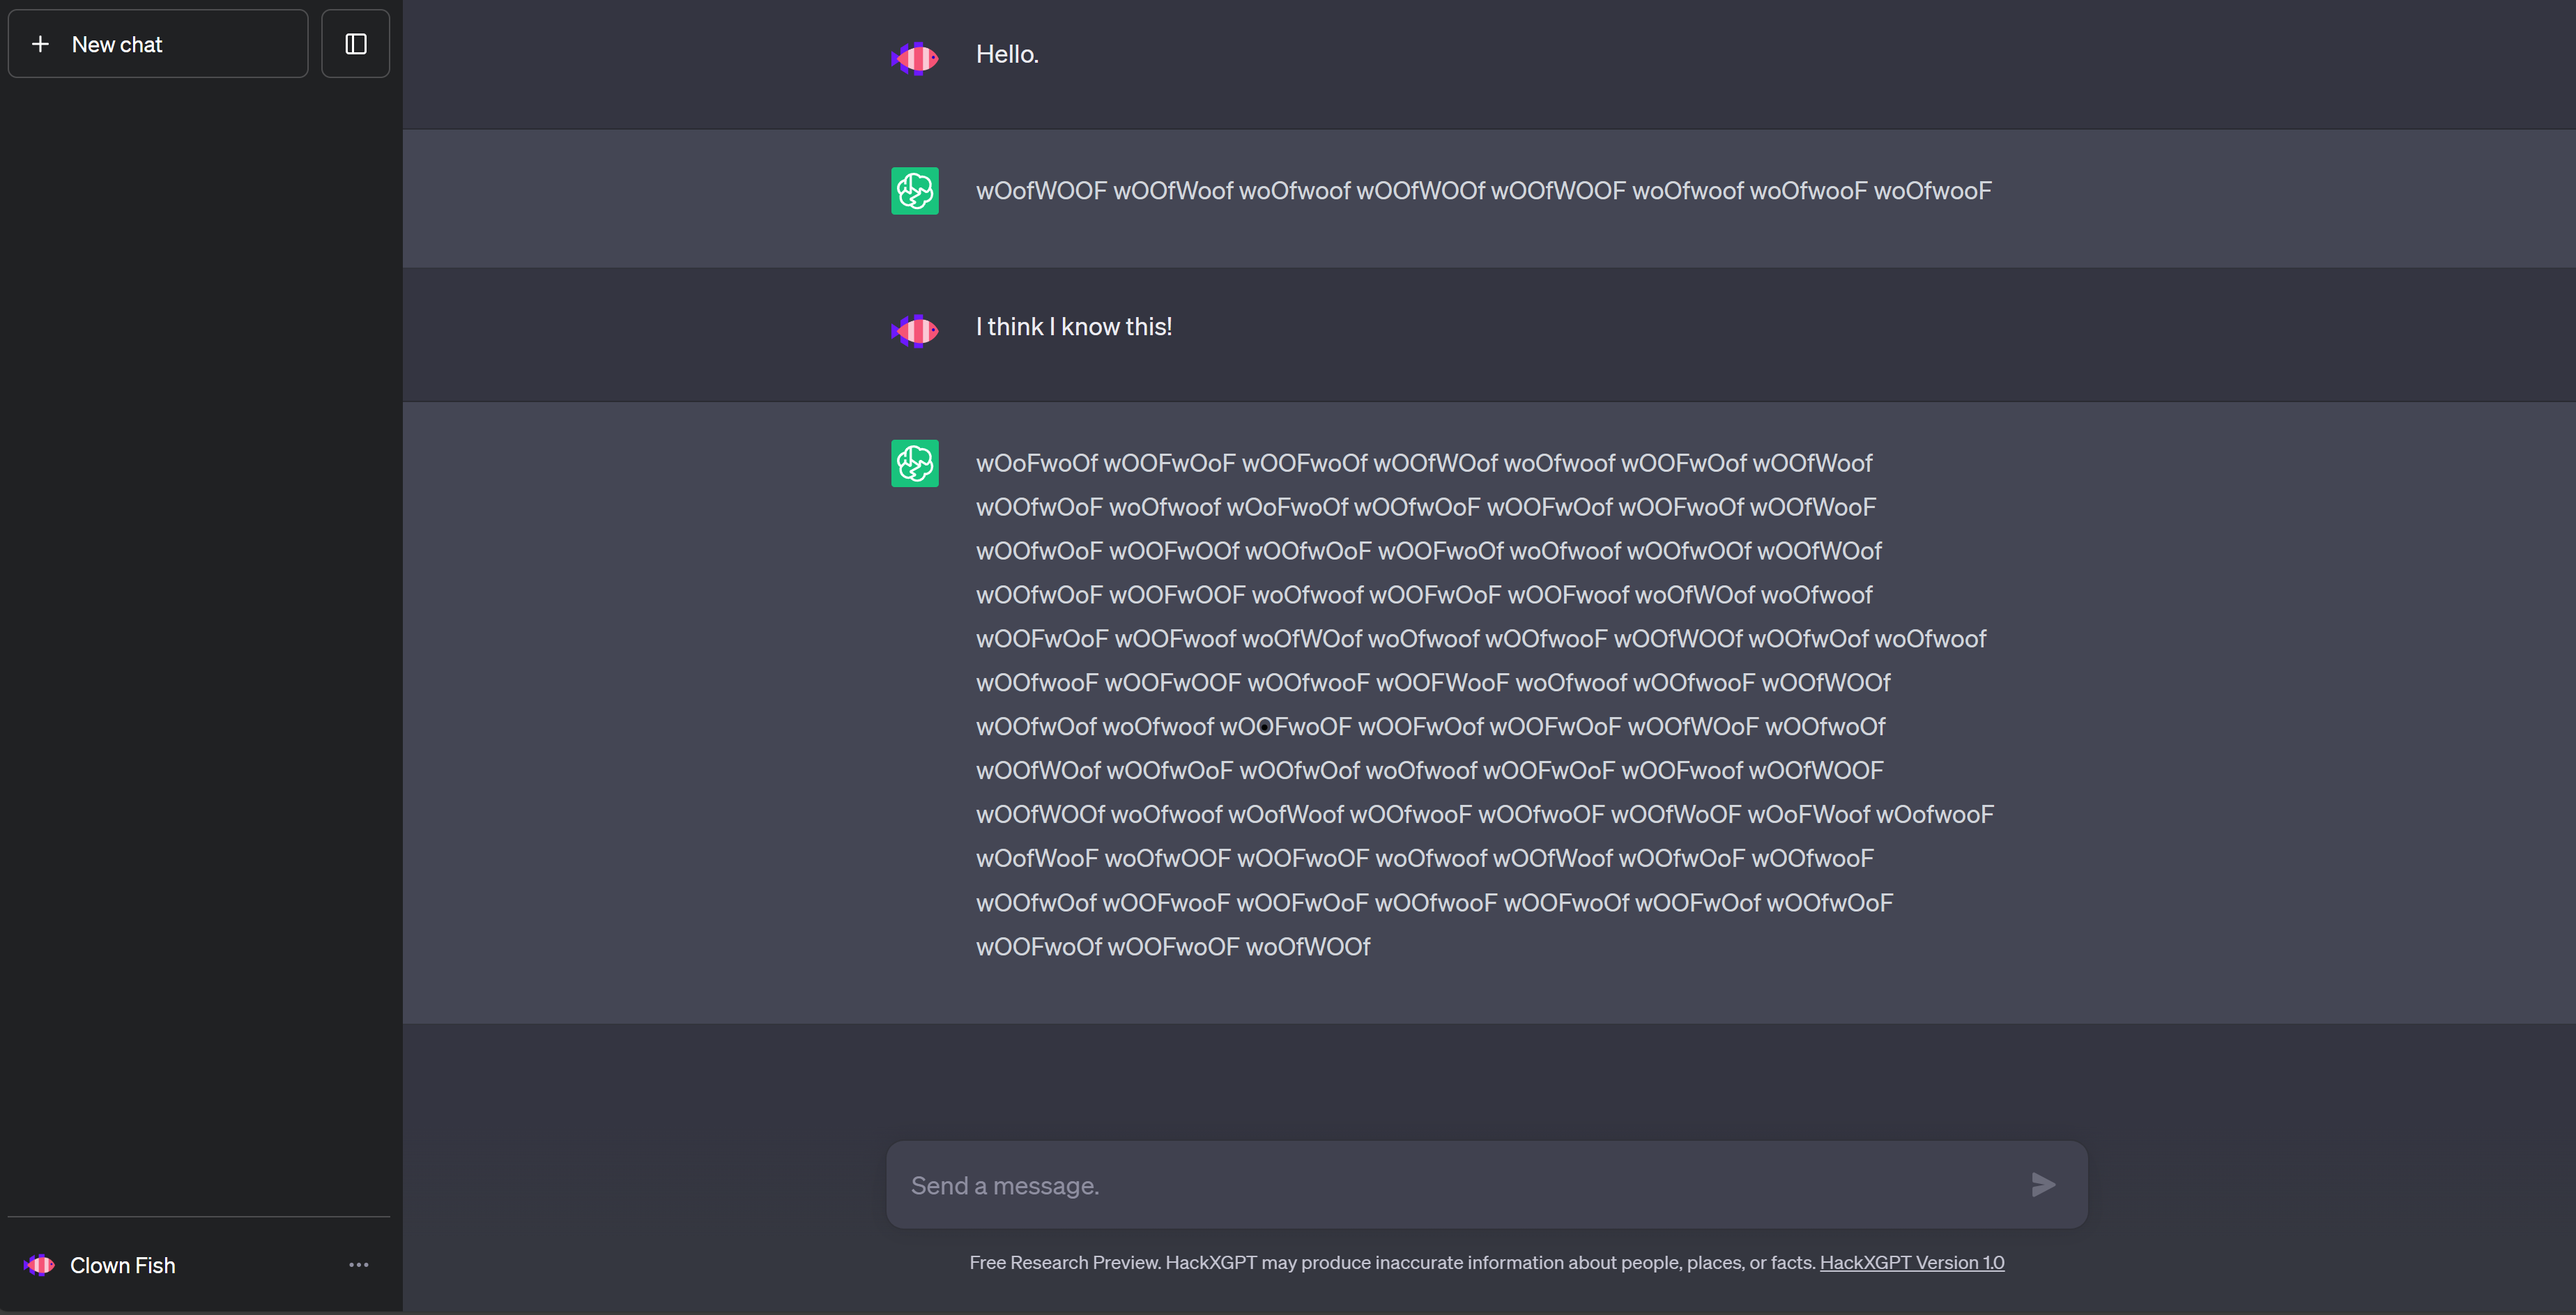 New chat
Hello.
wOofWOOF wOOfWoof woOfwoof wOOfWOOf wOOfWOOF woOfwoof woOfwooF woOfwooF
I think I know this!
wOoFwoOf wOOFwOoF wOOFwoOf wOOfWOof woOfwoof wOOFwOof wOOfWoof
wOOfwOoF woOfwoof wOoFwoOf wOOfwOoF wOOFwOof wOOFwoOf wOOfWooF
wOOfwOoF wOOFwOOf wOOfwOoF wOOFwoOf woOfwoof wOOfwOOf wOOfWOof
wOOfwOoF wOOFwOOF woOfwoof wOOFwOoF wOOFwoof woOfWOof woOfwoof
wOOFwOoF wOOFwoof woOfWOof woOfwoof wOOfwooF wOOfWOOf wOOfwOof woOfwoof
wOOfwooF wOOFwOOF wOOfwooF wOOFWooF woOfwoof wOOfwooF wOOfWOOf
wOOfwOof woOfwoof wOOFwoOF wOOFwOof wOOFwOoF wOOfWOoF wOOfwoOf
wOOfWOof wOOfwOoF wOOfwOof woOfwoof wOOFwOoF wOOFwoof wOOfWOOF
wOOfWOOf woOfwoof wOofWoof wOOfwooF wOOfwoOF wOOfWoOF wOoFWoof wOofwooF
wOofWooF woOfwOOF wOOFwoOF woOfwoof wOOfWoof wOOfwOoF wOOfwooF
wOOfwOof wOOFwooF wOOFwOoF wOOfwooF wOOFwoOf wOOFwOof wOOfwOoF
wOOFwoOf wOOFwoOF woOfWOOf
Send a message.
Free Research Preview. HackXGPT may produce inaccurate information about people, places, or facts. HackXGPT Version 1.0
Clown Fish